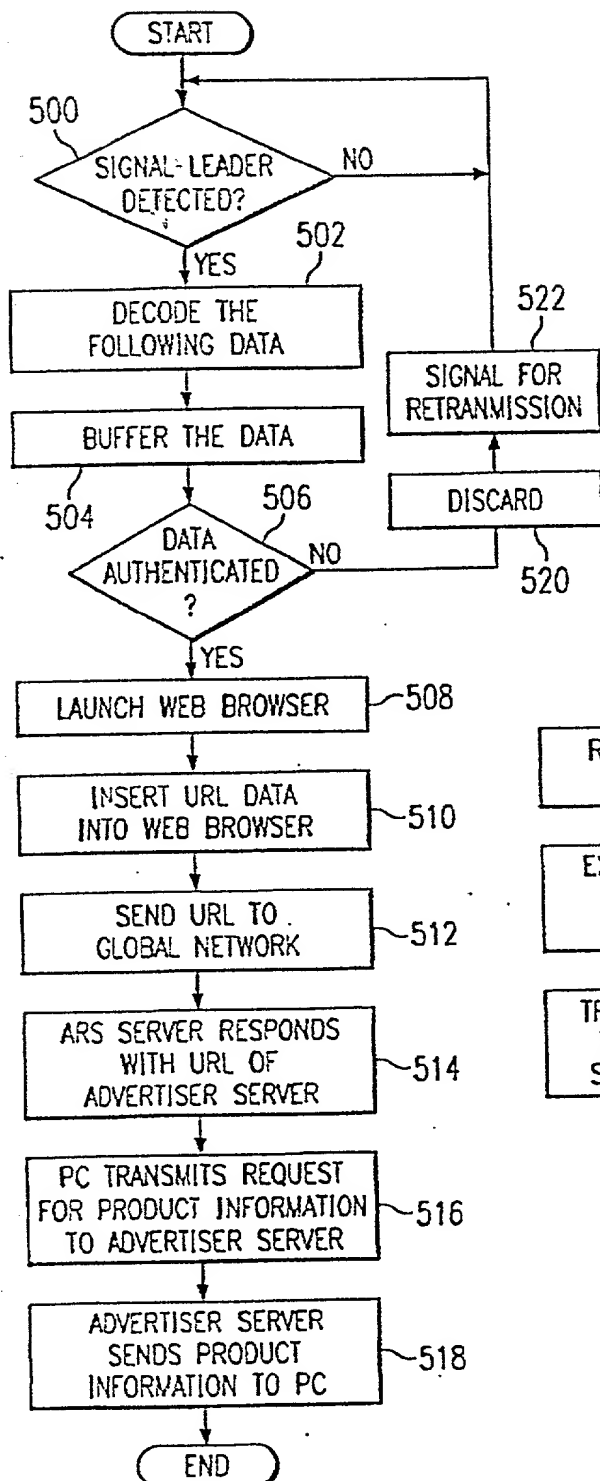 START
500
SIGNAL-LEADER
DETECTED?
NO
YES
502
DECODE THE
FOLLOWING DATA
BUFFER THE DATA
504
506
DATA
AUTHENTICATED
?
NO
YES
522
SIGNAL FOR
RETRANMISSION
DISCARD
520
LAUNCH WEB BROWSER
508
INSERT URL DATA
INTO WEB BROWSER
510
SEND URL TO
GLOBAL NETWORK
512
ARS SERVER RESPONDS
WITH URL OF
ADVERTISER SERVER
514
PC TRANSMITS REQUEST
FOR PRODUCT INFORMATION
TO ADVERTISER SERVER
516
ADVERTISER SERVER
SENDS PRODUCT
INFORMATION TO PC
518
END